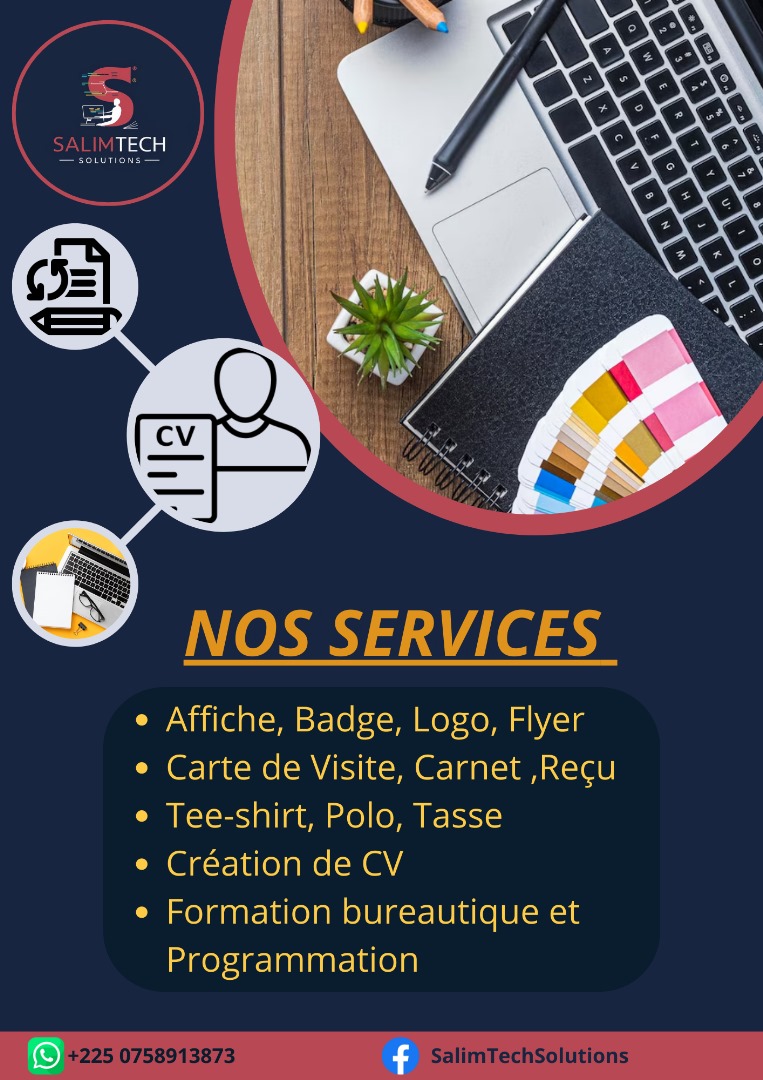 SALIMTECH
SOLUTIONS
CV
NOS SERVICES
Affiche, Badge, Logo, Flyer
Carte de Visite, Carnet ,Reçu
Tee-shirt, Polo, Tasse
Création de CV
Formation bureautique et
Programmation
+225 0758913873
SalimTechSolutions